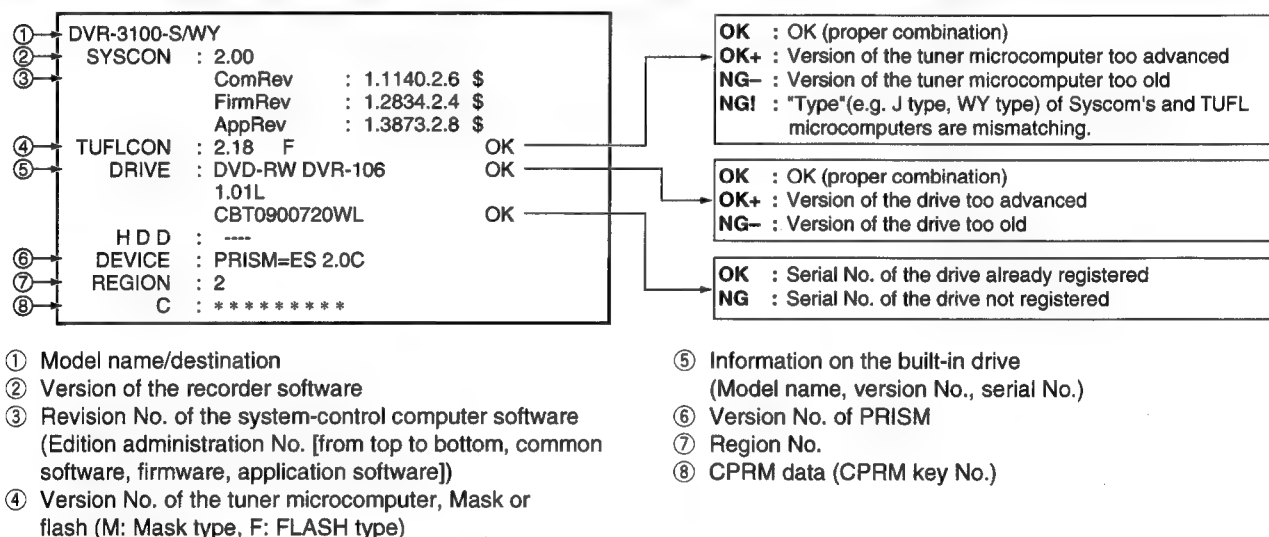 ① DVR-3100-S/WY
② SYSCON : 2.00
③ ComRev : 1.1140.2.6 $
FirmRev : 1.2834.2.4 $
AppRev : 1.3873.2.8 $
④ TUFLCON : 2.18 F OK
⑤ DRIVE : DVD-RW DVR-106 OK
1.01L
CBT0900720WL OK
HDD : ----
⑥ DEVICE : PRISM=ES 2.0C
⑦ REGION : 2
⑧ C : * * * * * * * * *
OK : OK (proper combination)
OK+ : Version of the tuner microcomputer too advanced
NG– : Version of the tuner microcomputer too old
NG! : "Type"(e.g. J type, WY type) of Syscom's and TUFL
microcomputers are mismatching.
OK : OK (proper combination)
OK+ : Version of the drive too advanced
NG– : Version of the drive too old
OK : Serial No. of the drive already registered
NG : Serial No. of the drive not registered
① Model name/destination
② Version of the recorder software
③ Revision No. of the system-control computer software
(Edition administration No. [from top to bottom, common
software, firmware, application software])
④ Version No. of the tuner microcomputer, Mask or
flash (M: Mask type, F: FLASH type)
⑤ Information on the built-in drive
(Model name, version No., serial No.)
⑥ Version No. of PRISM
⑦ Region No.
⑧ CPRM data (CPRM key No.)